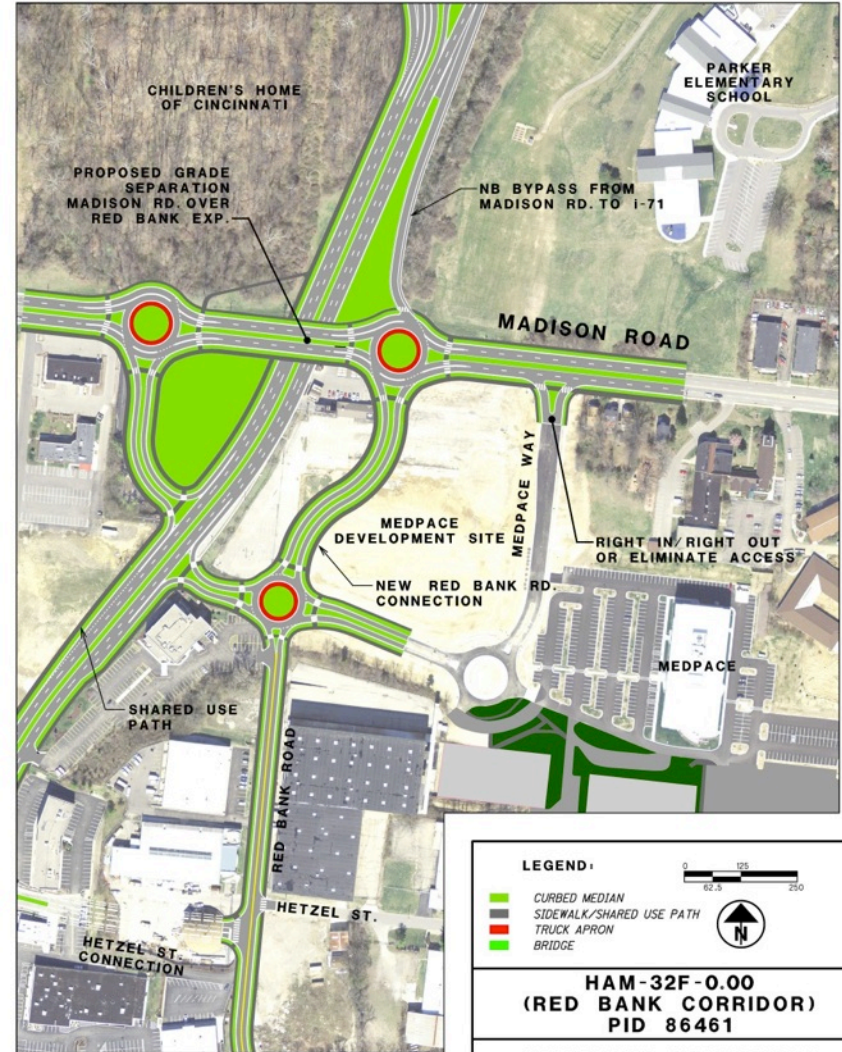 CHILDREN'S HOME
OF CINCINNATI
PARKER
ELEMENTARY
SCHOOL
PROPOSED GRADE
SEPARATION
MADISON RD. OVER
RED BANK EXP.
NB BYPASS FROM
MADISON RD. TO i-71
MADISON ROAD
MEDPACE WAY
MEDPACE
DEVELOPMENT SITE
RIGHT IN/RIGHT OUT
OR ELIMINATE ACCESS
NEW RED BANK RD.
CONNECTION
MEDPACE
SHARED USE
PATH
RED BANK ROAD
HETZEL ST.
HETZEL ST.
CONNECTION
LEGEND:
0 125
62.5 250
CURBED MEDIAN
SIDEWALK/SHARED USE PATH
TRUCK APRON
BRIDGE
N
HAM-32F-0.00
(RED BANK CORRIDOR)
PID 86461